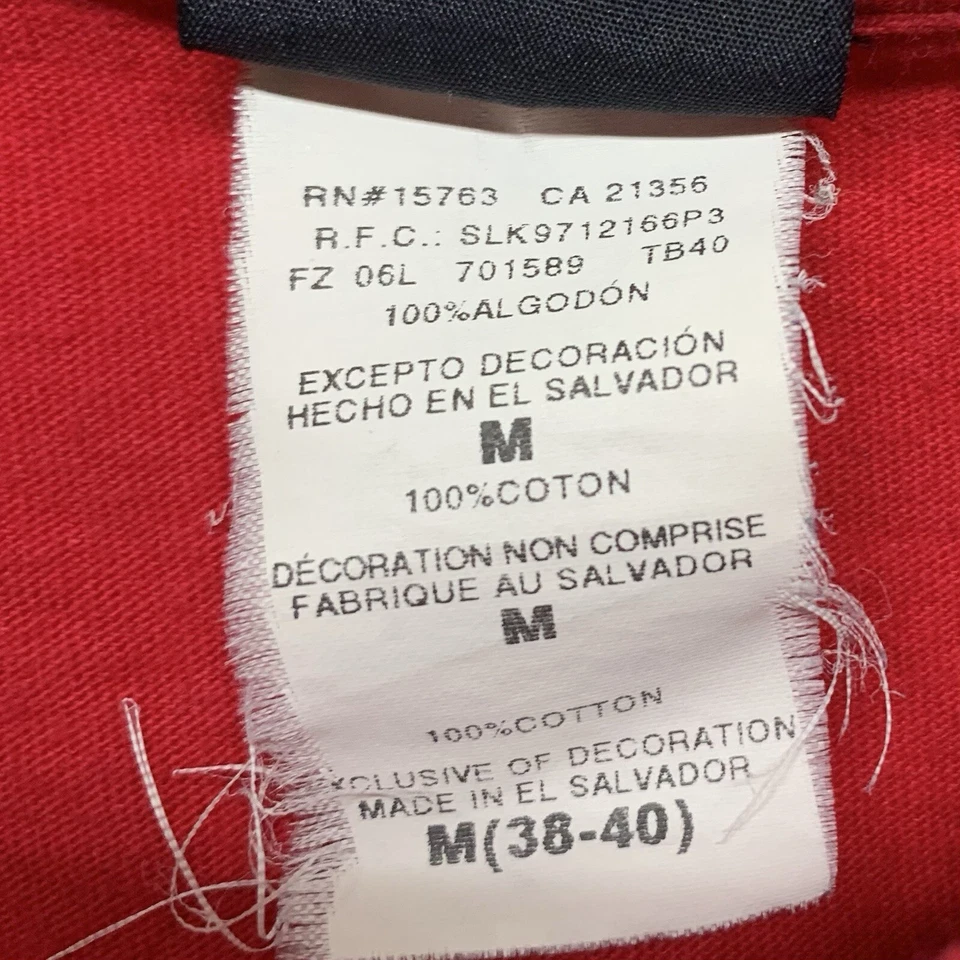 RN#15763 CA 21356
R.F.C.: SLK9712166P3
FZ 06L 701589 TB40
100%ALGODÓN
EXCEPTO DECORACIÓN
HECHO EN EL SALVADOR
M
100%COTON
DÉCORATION NON COMPRISE
FABRIQUE AU SALVADOR
M
100%COTTON
EXCLUSIVE OF DECORATION
MADE IN EL SALVADOR
M(38-40)